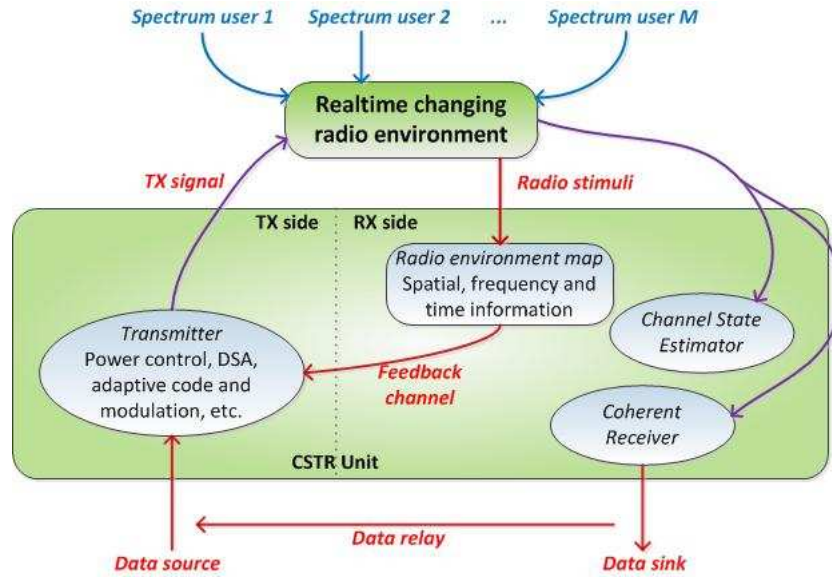 Spectrum user 1 Spectrum user 2 ... Spectrum user M
Realtime changing
radio environment
TX signal
Radio stimuli
TX side RX side
Radio environment map
Spatial, frequency and
time information
Transmitter
Power control, DSA,
adaptive code and
modulation, etc.
Channel State
Estimator
Feedback
channel
Coherent
Receiver
CSTR Unit
Data relay
Data source
Data sink